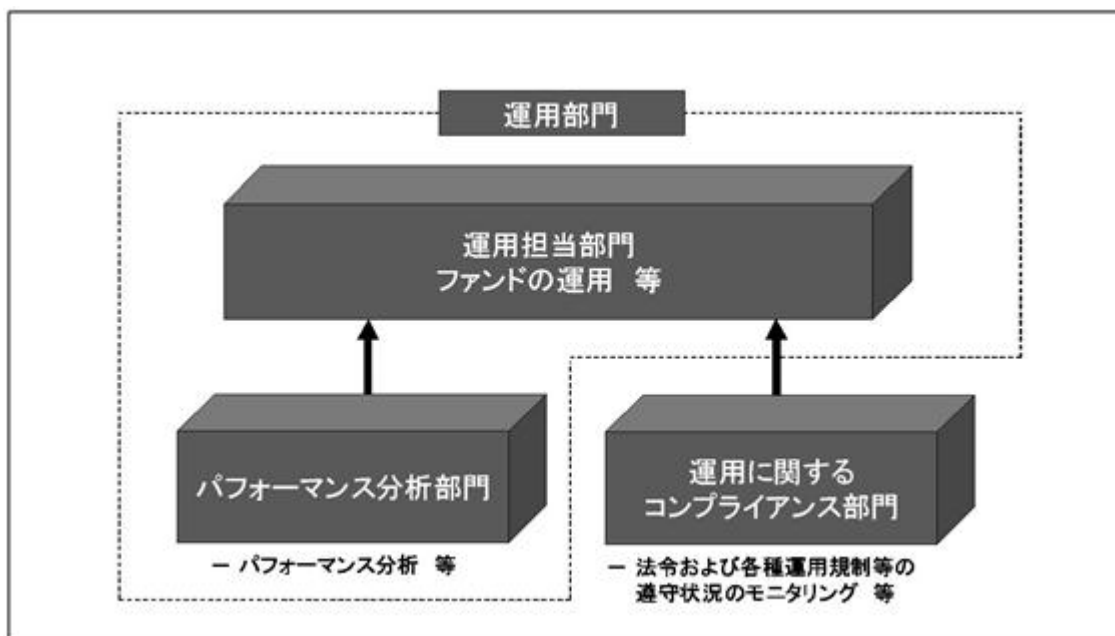 運用部門
運用担当部門
ファンドの運用 等
パフォーマンス分析部門
－ パフォーマンス分析 等
運用に関する
コンプライアンス部門
－ 法令および各種運用規制等の
遵守状況のモニタリング 等